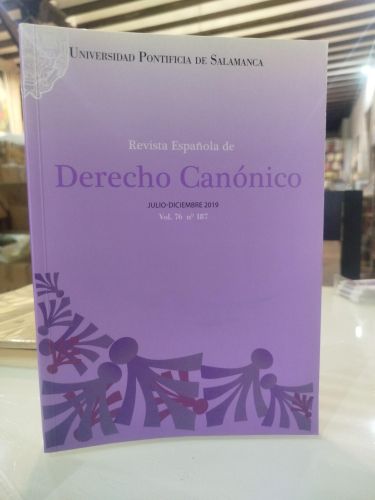 UNIVERSIDAD PONTIFICIA DE SALAMANCA
Revista Española de
Derecho Canónico
JULIO-DICIEMBRE 2019
Vol. 76 nº 187